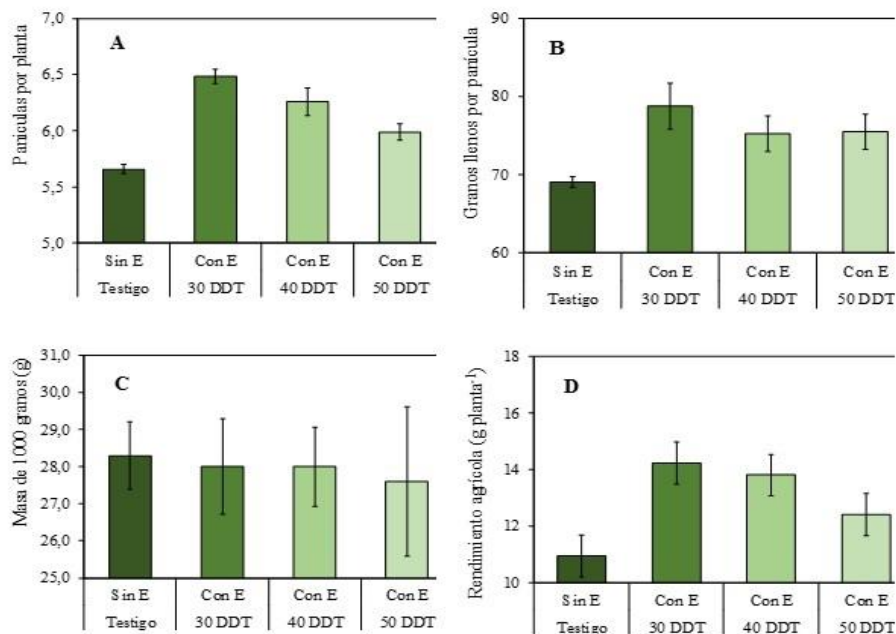 A
Panículas por planta
6,5
7,0
6,0
5,5
5,0
Sin E
Con E
Con E
Con E
Testigo
30 DDT
40 DDT
50 DDT
B
Granos llenos por panícula
90
80
70
60
Sin E
Con E
Con E
Con E
Testigo
30 DDT
40 DDT
50 DDT
C
Masa de 1000 granos (g)
31,0
30,0
29,0
28,0
27,0
26,0
25,0
Sin E
Con E
Con E
Con E
Testigo
30 DDT
40 DDT
50 DDT
D
Rendimiento agrícola (g planta⁻¹)
18
16
14
12
10
Sin E
Con E
Con E
Con E
Testigo
30 DDT
40 DDT
50 DDT